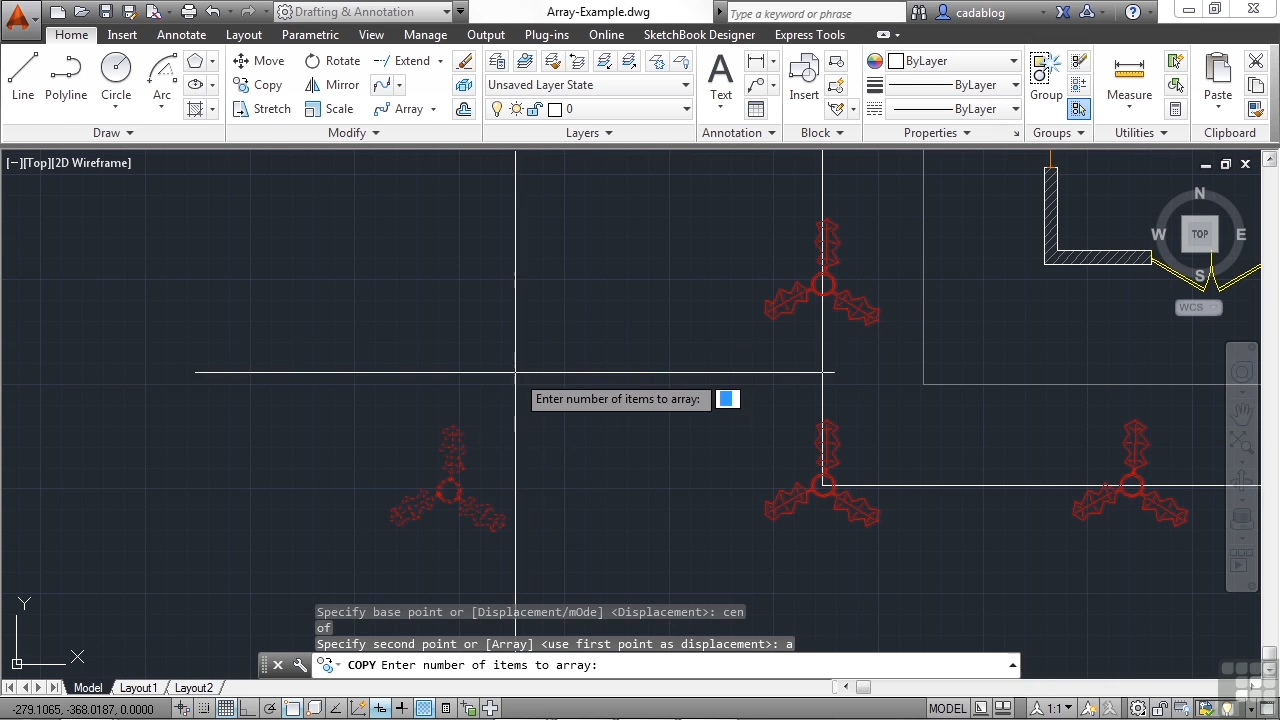 Drafting & Annotation
Array-Example.dwg
Type a keyword or phrase
cadablog
Home Insert Annotate Layout Parametric View Manage Output Plug-ins Online SketchBook Designer Express Tools
Line
Polyline
Circle
Arc
Draw
Move
Rotate
Extend
Copy
Mirror
Stretch
Scale
Array
Modify
Unsaved Layer State
0
Layers
Text
Annotation
Insert
Block
ByLayer
ByLayer
ByLayer
Properties
Group
Groups
Measure
Utilities
Paste
Clipboard
[−][Top][2D Wireframe]
N
W TOP E
S
WCS
Enter number of items to array:
Y
X
Specify base point or [Displacement/mOde] <Displacement>: cen
of
Specify second point or [Array] <use first point as displacement>: a
COPY Enter number of items to array:
Model Layout1 Layout2
-279.1065, -368.0187, 0.0000
MODEL
1:1